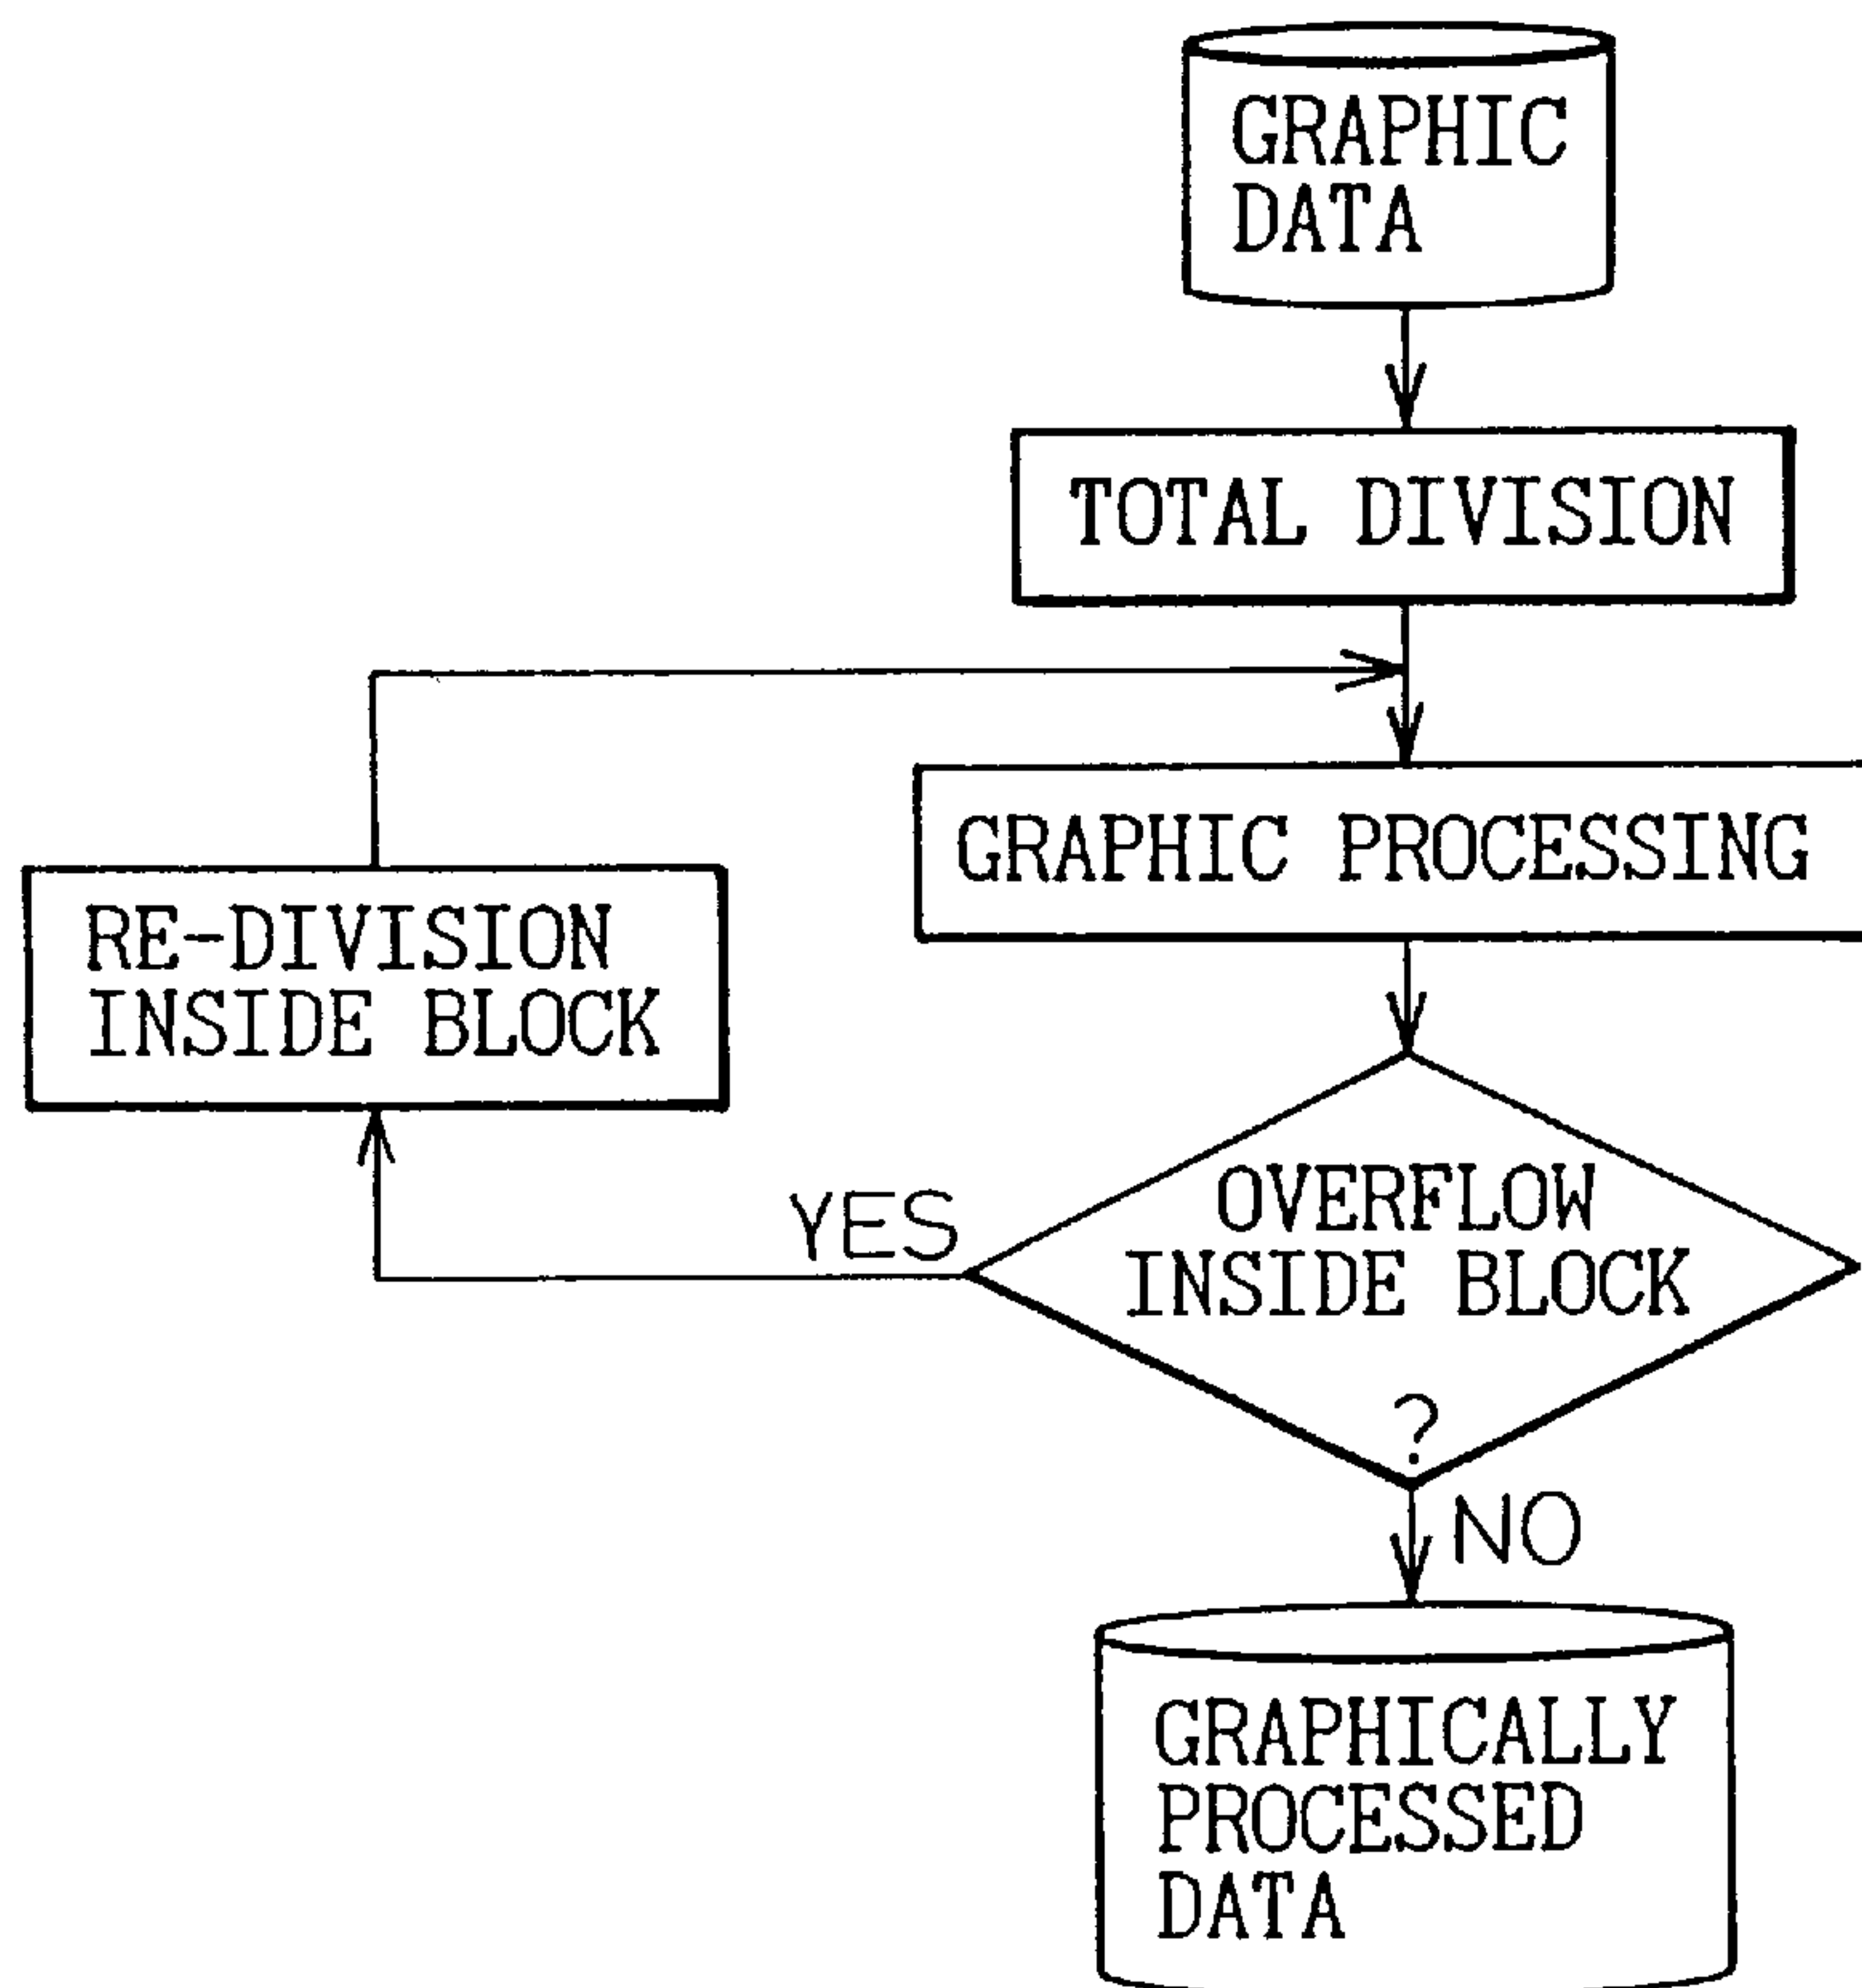 GRAPHIC
DATA
TOTAL DIVISION
GRAPHIC PROCESSING
RE-DIVISION
INSIDE BLOCK
OVERFLOW
INSIDE BLOCK
?
YES
NO
GRAPHICALLY
PROCESSED
DATA